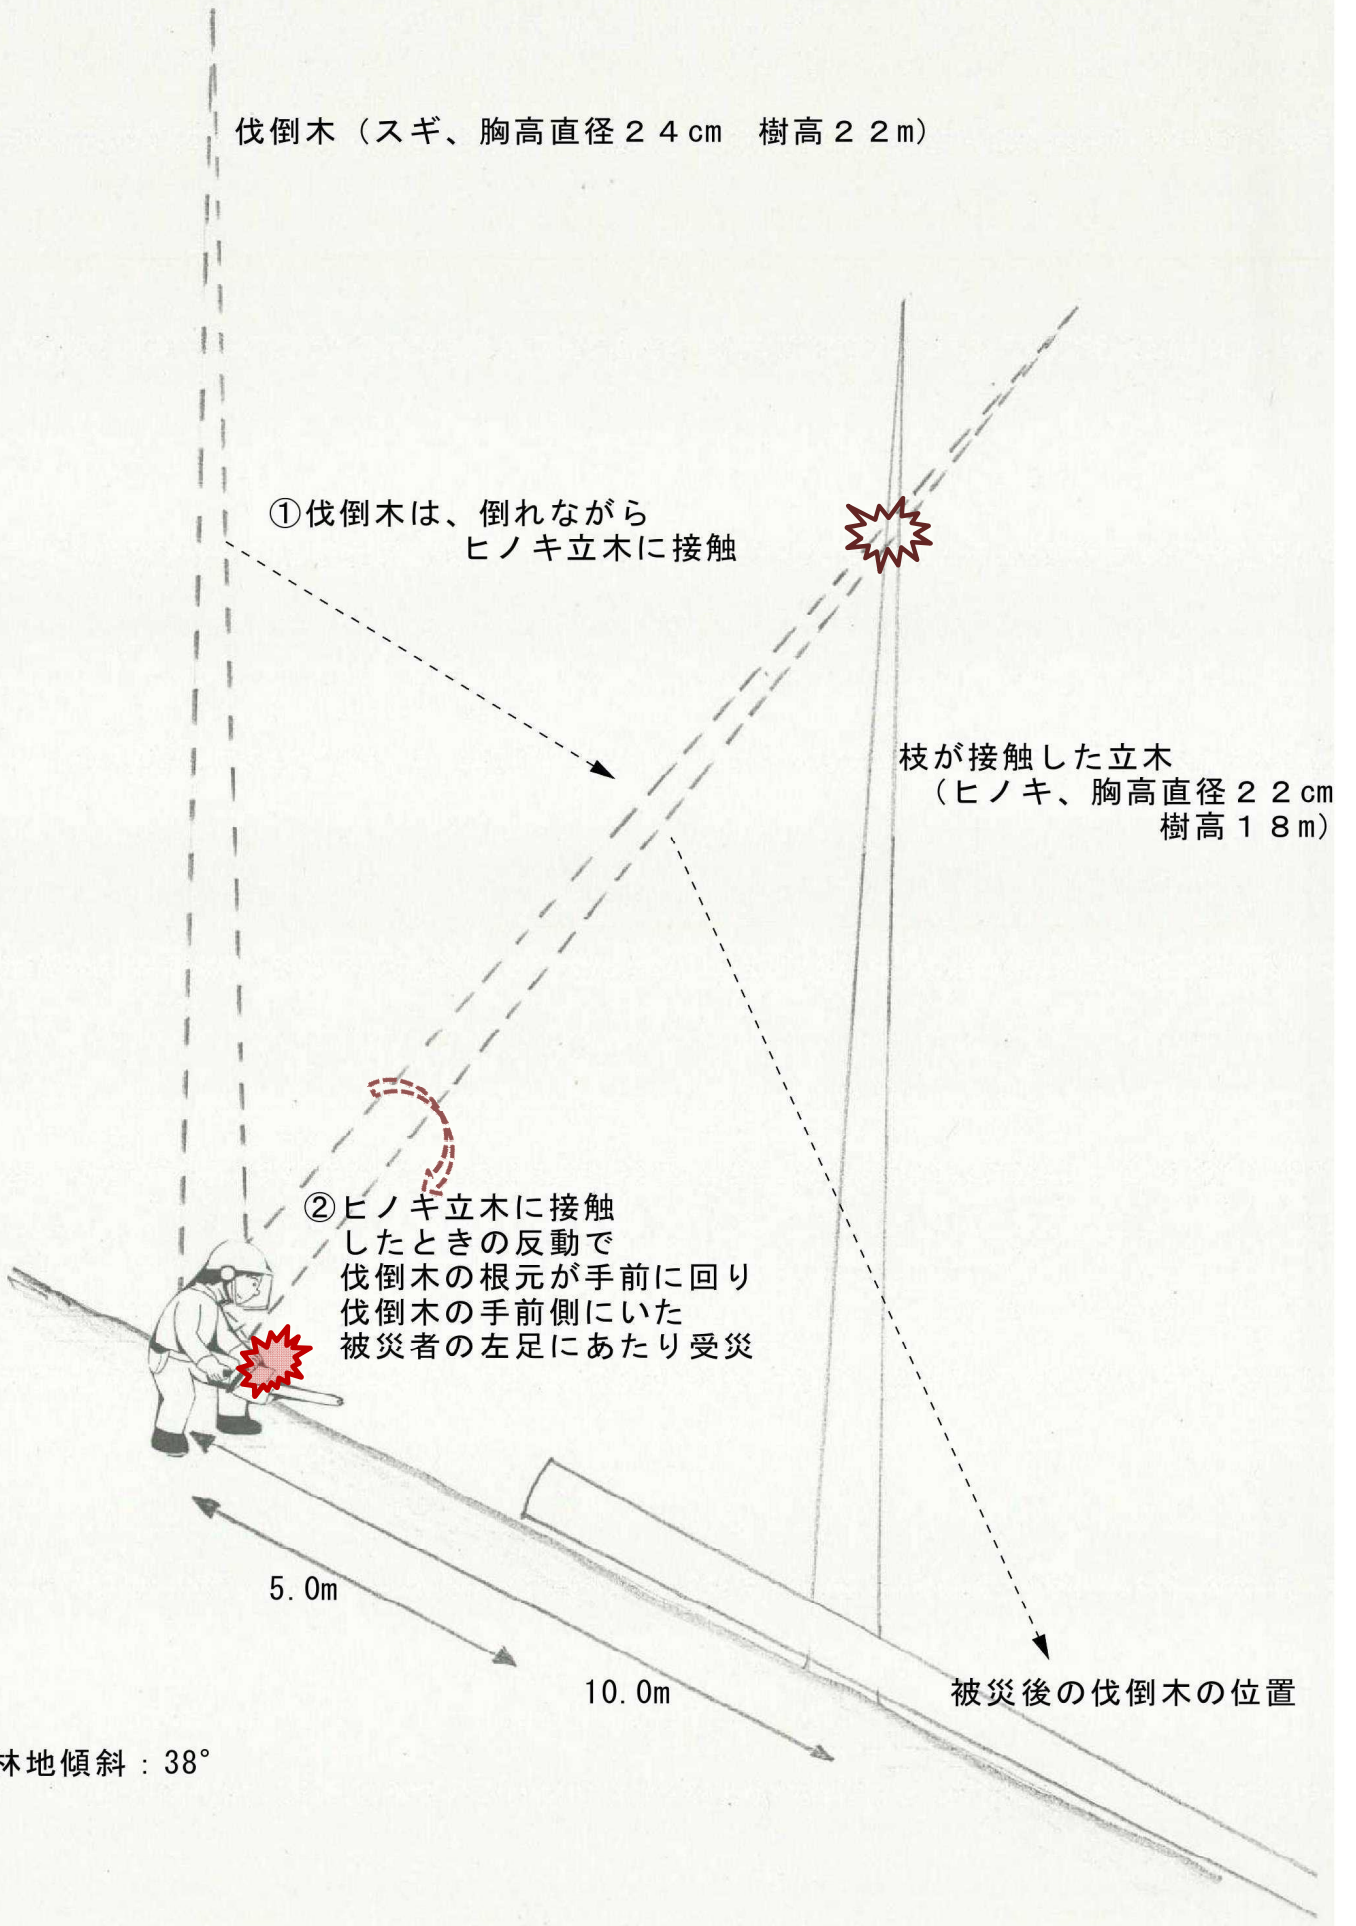 伐倒木（スギ、胸高直径２４cm　樹高２２m）
①伐倒木は、倒れながら
ヒノキ立木に接触
枝が接触した立木
（ヒノキ、胸高直径２２cm
樹高１８m）
②ヒノキ立木に接触
したときの反動で
伐倒木の根元が手前に回り
伐倒木の手前側にいた
被災者の左足にあたり受災
5.0m
10.0m
被災後の伐倒木の位置
林地傾斜：38°